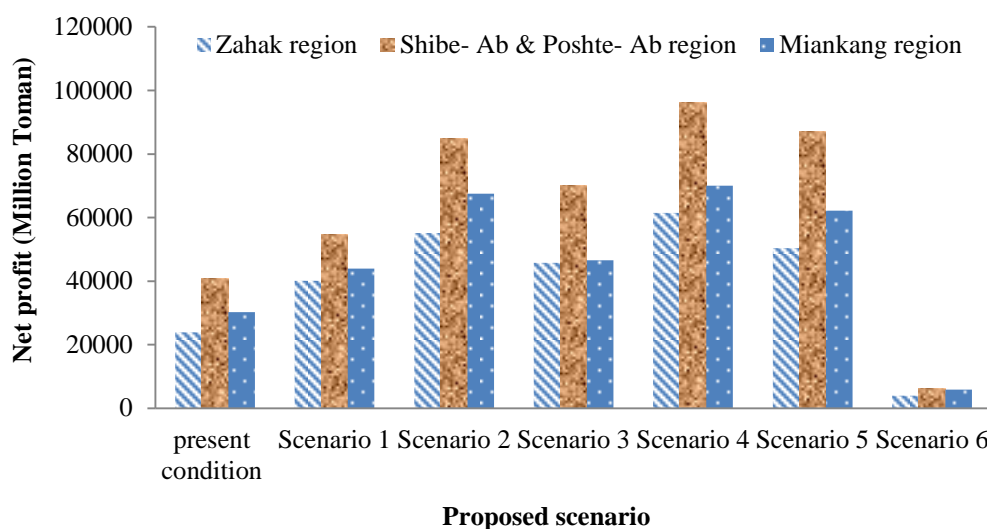 120000
Zahak region Shibe- Ab & Poshte- Ab region Miankang region
100000
80000
60000
40000
20000
0
Net profit (Million Toman)
present condition Scenario 1 Scenario 2 Scenario 3 Scenario 4 Scenario 5 Scenario 6
Proposed scenario